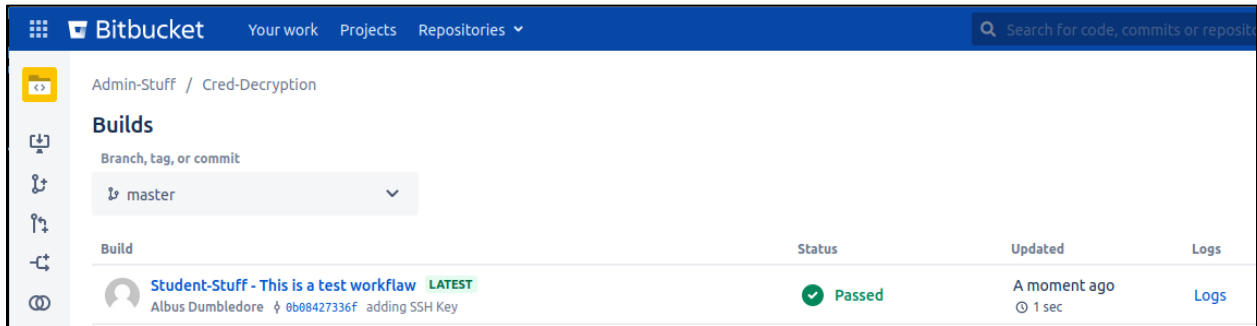 Bitbucket Your work Projects Repositories Search for code, commits or reposito
Admin-Stuff / Cred-Decryption
Builds
Branch, tag, or commit
master
Build Status Updated Logs
Student-Stuff - This is a test workflaw LATEST Passed A moment ago Logs
Albus Dumbledore 0b08427336f adding SSH Key 1 sec